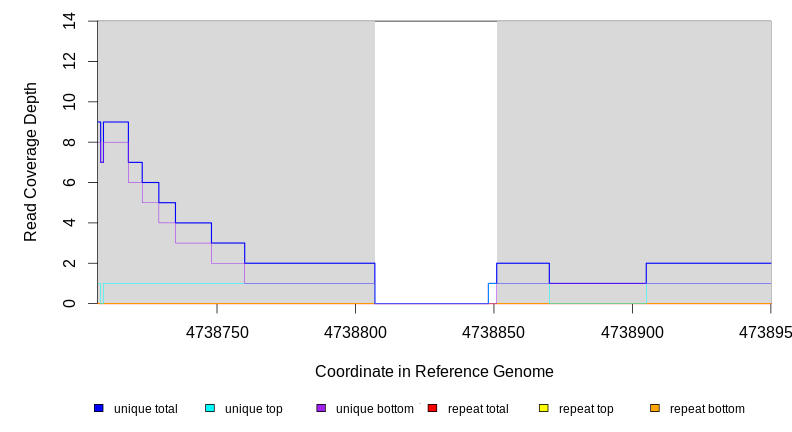 14
12
10
8
6
4
2
0
Read Coverage Depth
4738750 4738800 4738850 4738900 473895
Coordinate in Reference Genome
unique total unique top unique bottom repeat total repeat top repeat bottom